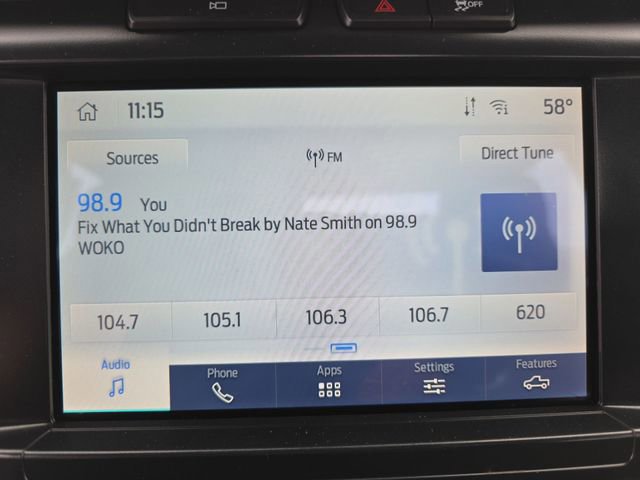 OFF
11:15
58°
Sources
FM
Direct Tune
98.9 You
Fix What You Didn't Break by Nate Smith on 98.9
WOKO
104.7
105.1
106.3
106.7
620
Audio
Phone
Apps
Settings
Features